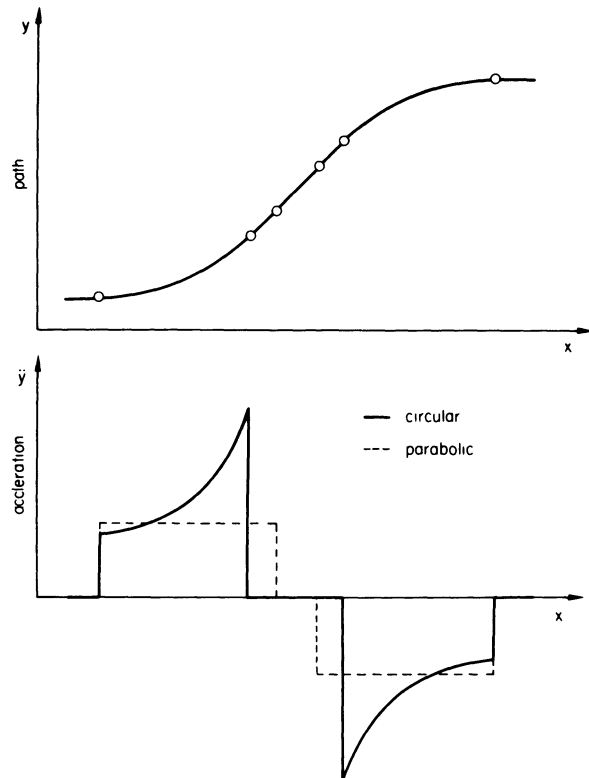 y
path
x
ÿ
accleration
circular
parabolic
x